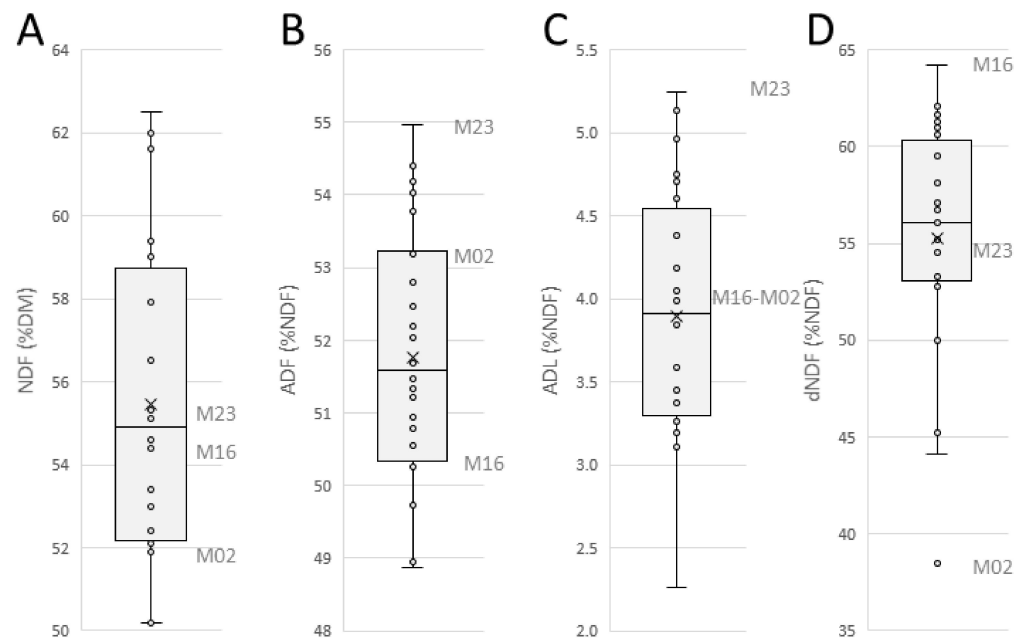 A
B
C
D
NDF (%DM)
64
62
60
58
56
54
52
50
M23
M16
M02
ADF (%NDF)
56
55
54
53
52
51
50
49
48
M23
M02
M16
ADL (%NDF)
5.5
5.0
4.5
4.0
3.5
3.0
2.5
2.0
M23
M16-M02
dNDF (%NDF)
65
60
55
50
45
40
35
M16
M23
M02